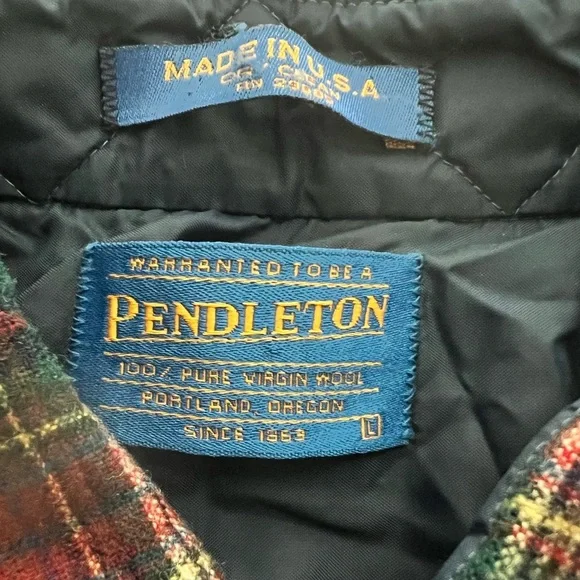 MADE IN U.S.A
WARRANTED TO BE A
PENDLETON
100% PURE VIRGIN WOOL
PORTLAND, OREGON
SINCE 1863
L